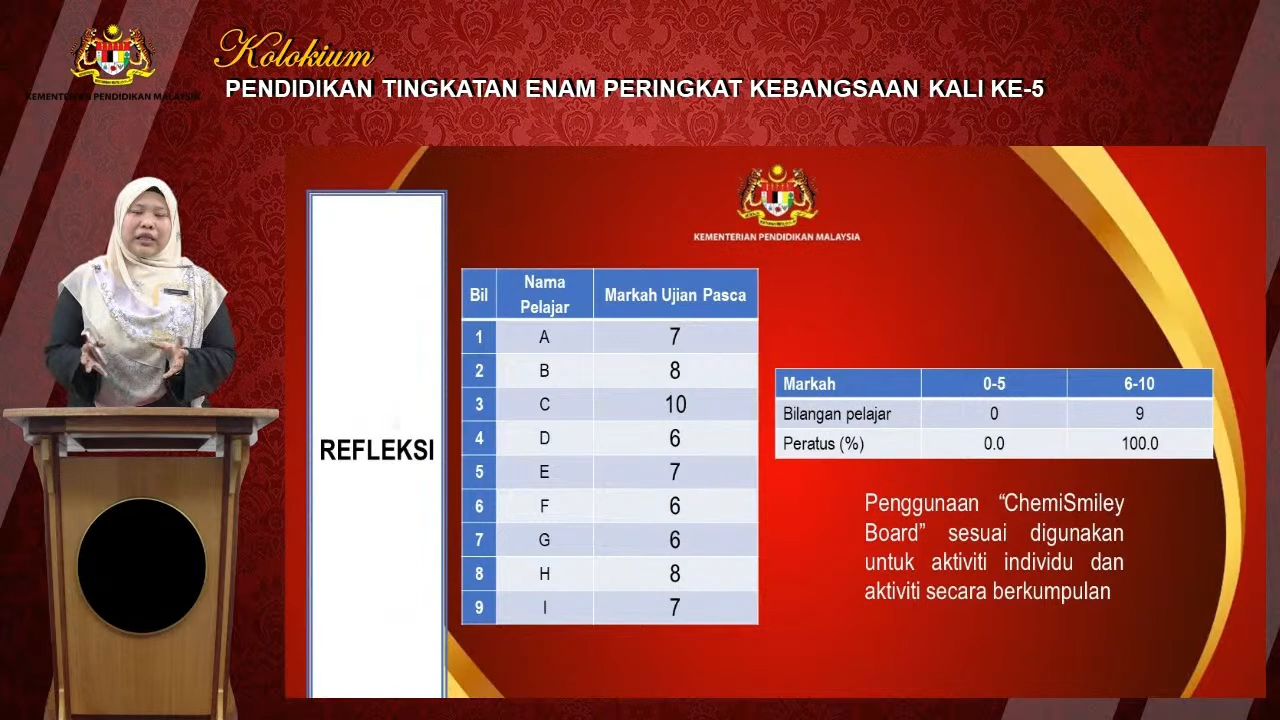 Kolokium
PENDIDIKAN TINGKATAN ENAM PERINGKAT KEBANGSAAN KALI KE-5
KEMENTERIAN PENDIDIKAN MALAYSIA
KEMENTERIAN PENDIDIKAN MALAYSIA
REFLEKSI
Bil Nama Pelajar Markah Ujian Pasca
1 A 7
2 B 8
3 C 10
4 D 6
5 E 7
6 F 6
7 G 6
8 H 8
9 I 7
Markah 0-5 6-10
Bilangan pelajar 0 9
Peratus (%) 0.0 100.0
Penggunaan “ChemiSmiley
Board” sesuai digunakan
untuk aktiviti individu dan
aktiviti secara berkumpulan